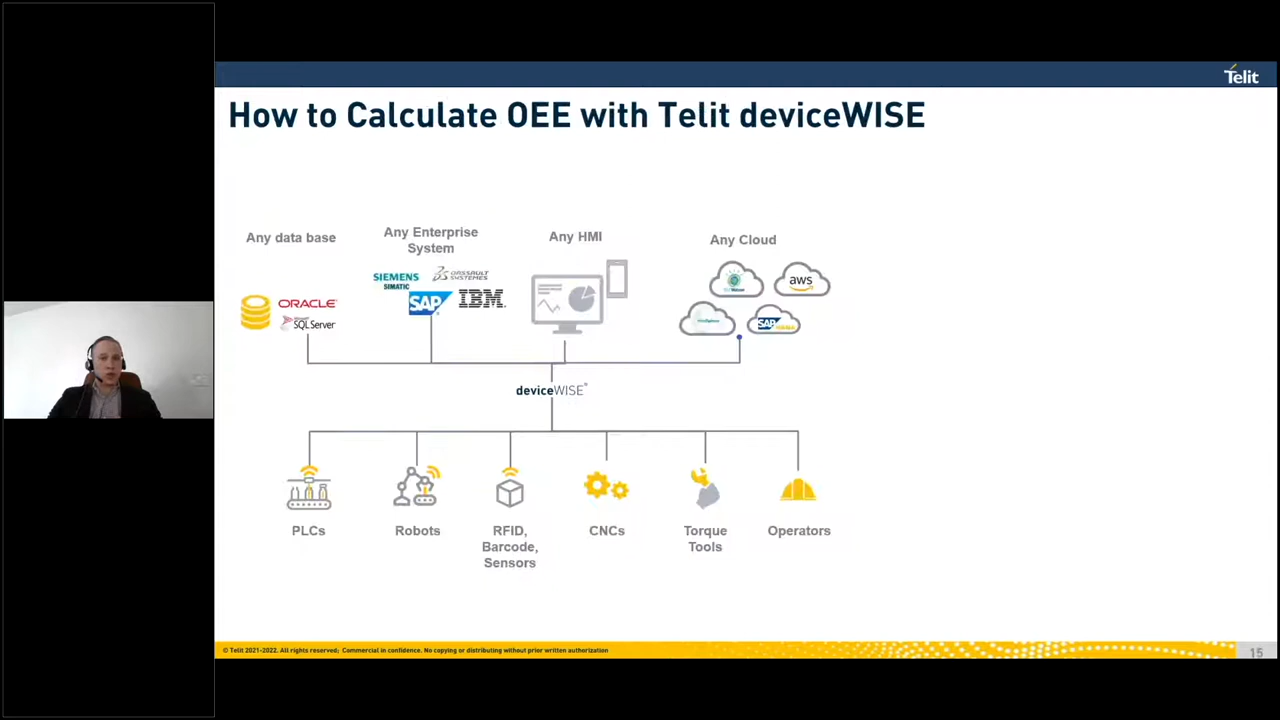 Telit
How to Calculate OEE with Telit deviceWISE
Any data base
Any Enterprise
System
Any HMI
Any Cloud
SIEMENS
SIMATIC
DASSAULT
SYSTEMES
ORACLE
SQL Server
SAP
IBM
aws
SAP
deviceWISE®
PLCs
Robots
RFID,
Barcode,
Sensors
CNCs
Torque
Tools
Operators
© Telit 2021-2022. All rights reserved; Commercial in confidence. No copying or distributing without prior written authorization
15